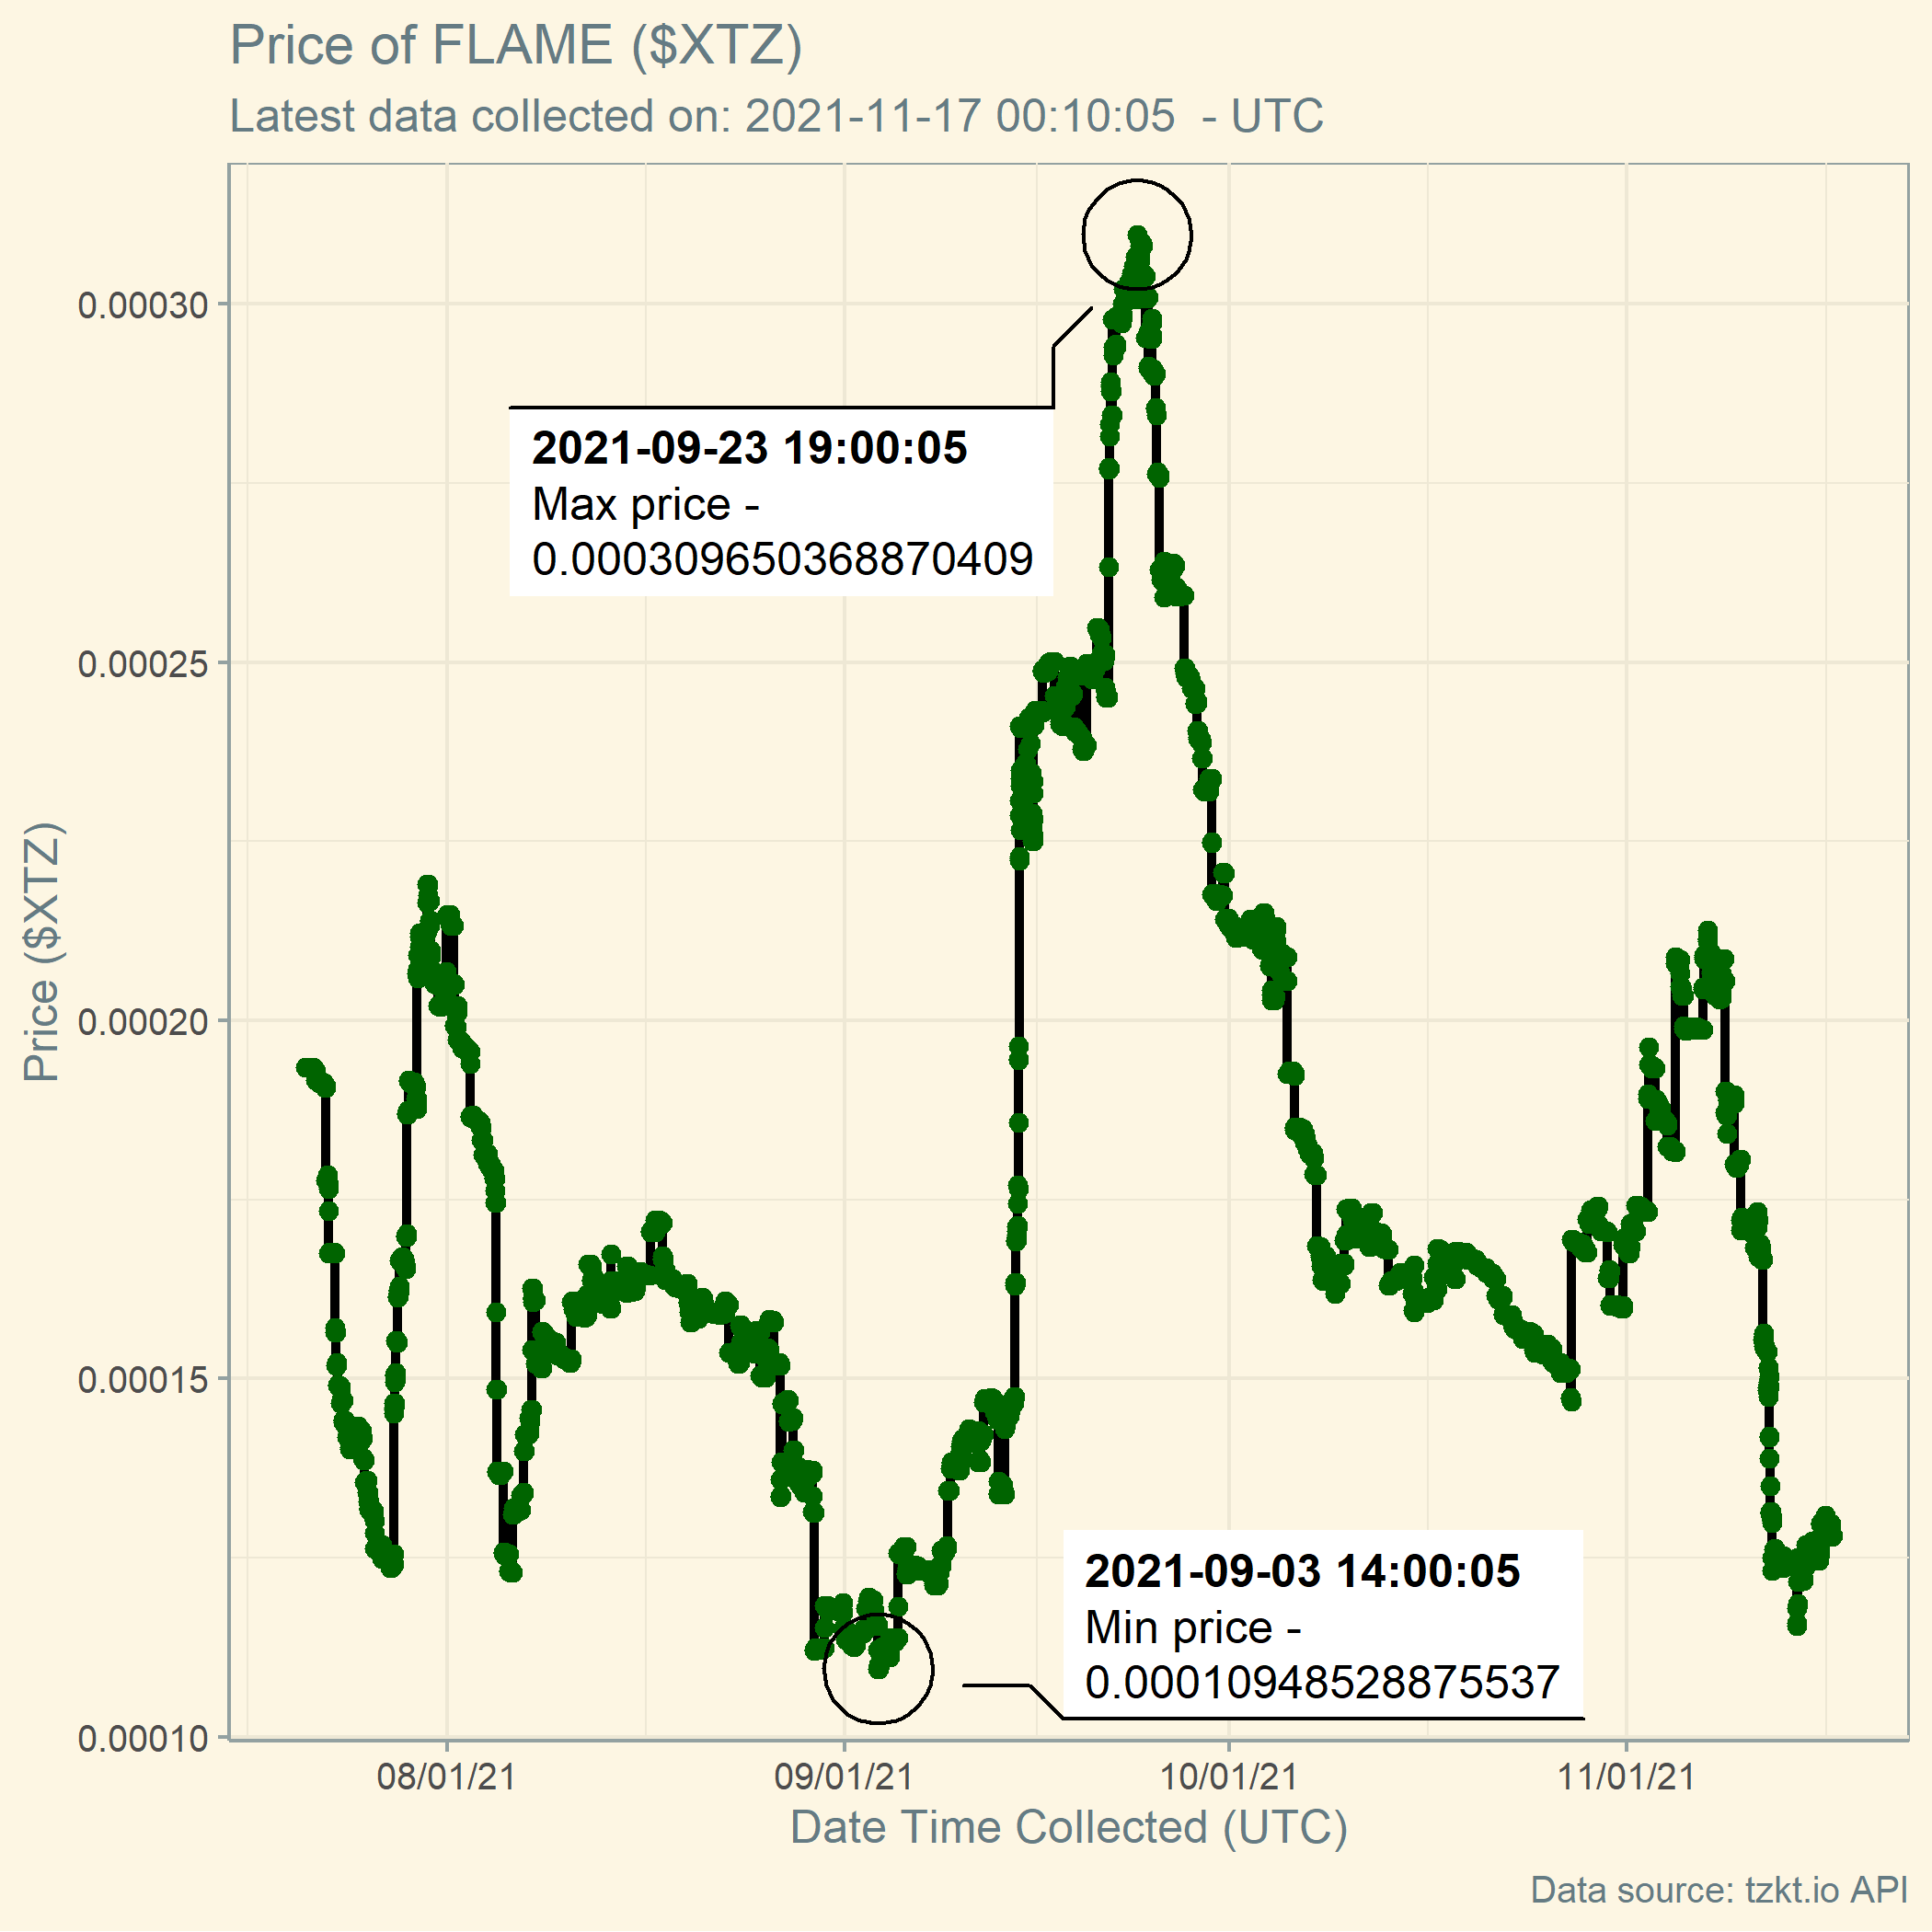 Price of FLAME ($XTZ)
Latest data collected on: 2021-11-17 00:10:05  - UTC
0.00030
2021-09-23 19:00:05
Max price -
0.000309650368870409
0.00025
Price ($XTZ)
0.00020
0.00015
2021-09-03 14:00:05
Min price -
0.00010948528875537
0.00010
08/01/21
09/01/21
10/01/21
11/01/21
Date Time Collected (UTC)
Data source: tzkt.io API